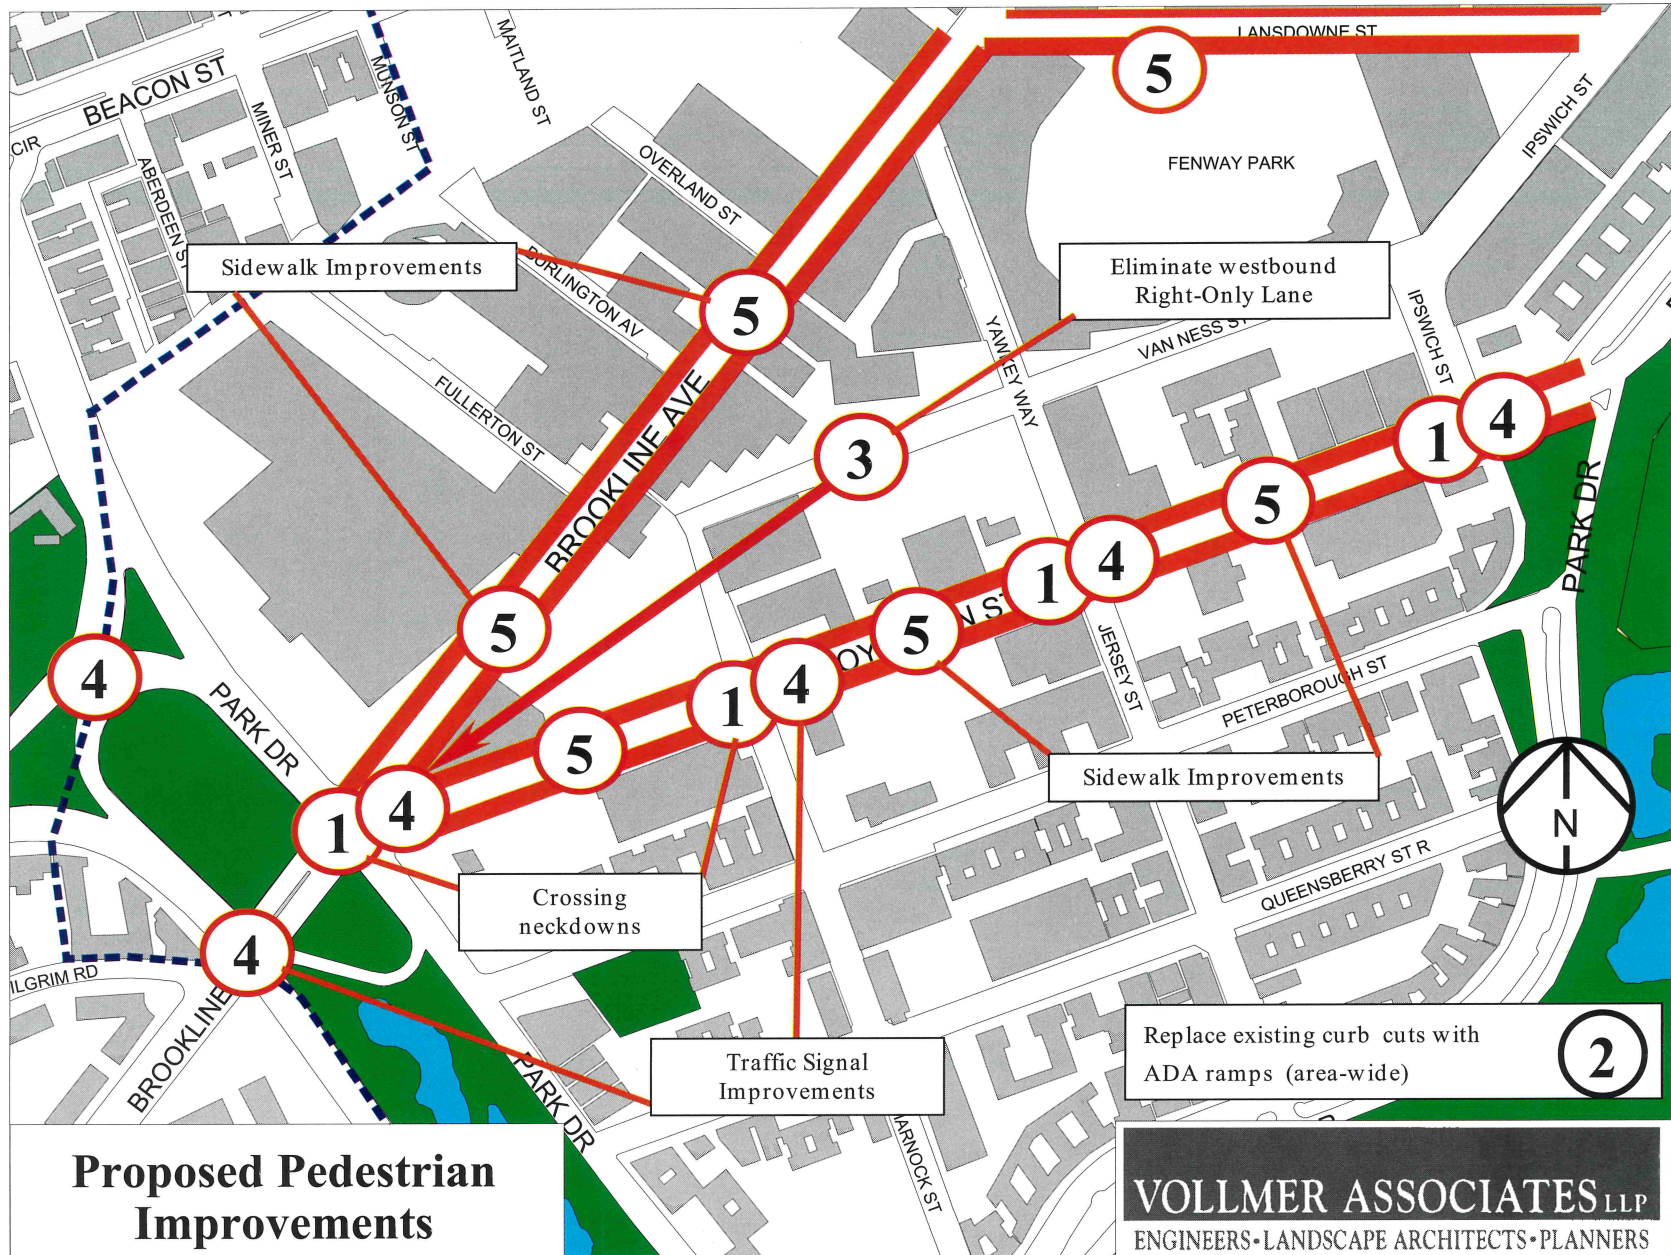 LANSDOWNE ST
5
BEACON ST
MAITLAND ST
MUNSON ST
MINER ST
CIR
ABERDEEN ST
IPSWICH ST
OVERLAND ST
FENWAY PARK
Sidewalk Improvements
BURLINGTON AV
5
Eliminate westbound
Right-Only Lane
YAWKEY WAY
VAN NESS ST
IPSWICH ST
FULLERTON ST
BROOKLINE AVE
3
1
4
5
PARK DR
1
4
5
N ST
OY
5
JERSEY ST
4
PARK DR
1
4
5
PETERBOROUGH ST
Sidewalk Improvements
1
4
N
QUEENSBERRY ST R
Crossing
neckdowns
4
ILGRIM RD
BROOKLINE
Traffic Signal
Improvements
PARK DR
ARNOCK ST
Replace existing curb cuts with
ADA ramps (area-wide)
2
Proposed Pedestrian
Improvements
VOLLMER ASSOCIATES LLP
ENGINEERS•LANDSCAPE ARCHITECTS•PLANNERS